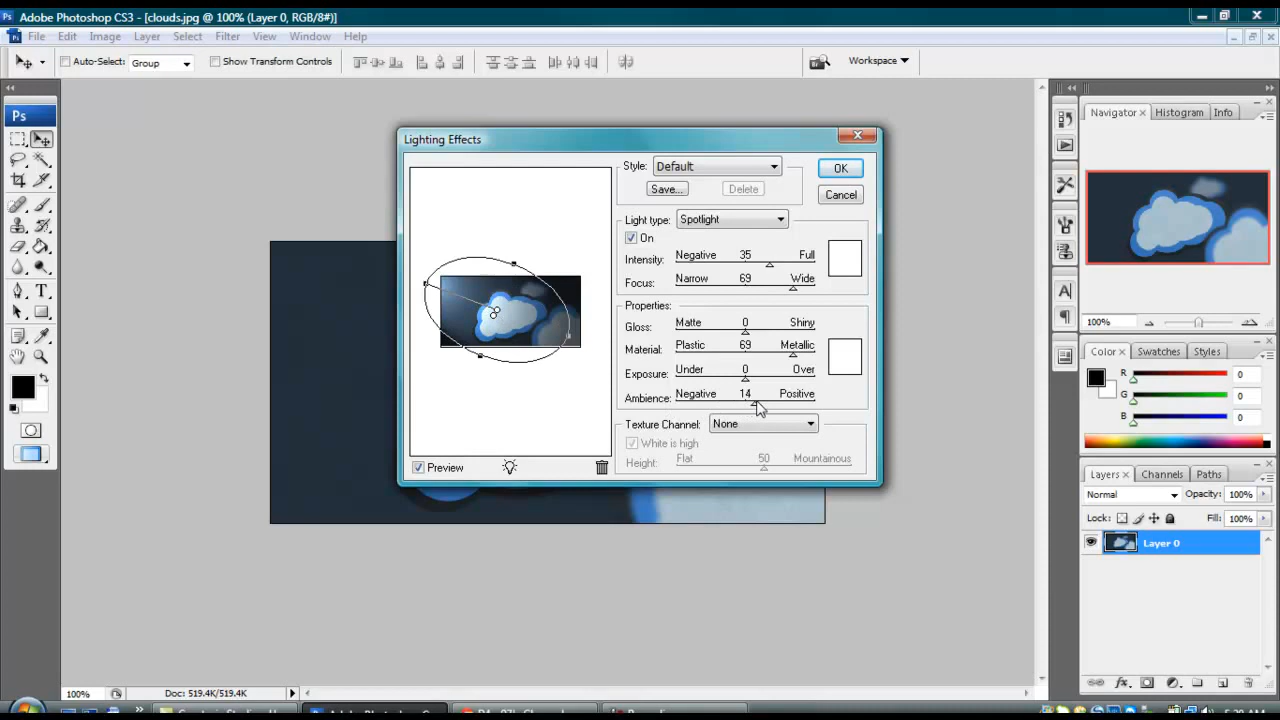 Adobe Photoshop CS3 - [clouds.jpg @ 100% (Layer 0, RGB/8#)]
File Edit Image Layer Select Filter View Window Help
Auto-Select: Group Show Transform Controls Workspace
Ps
Lighting Effects
Style: Default
OK
Save... Delete
Cancel
Light type: Spotlight
On
Negative 35 Full
Intensity:
Narrow 69 Wide
Focus:
Properties:
Matte 0 Shiny
Gloss:
Plastic 69 Metallic
Material:
Under 0 Over
Exposure:
Negative 14 Positive
Ambience:
Texture Channel: None
White is high
Flat 50 Mountainous
Height:
Preview
Navigator Histogram Info
100%
Color Swatches Styles
R 0
G 0
B 0
Layers Channels Paths
Normal Opacity: 100%
Lock: Fill: 100%
Layer 0
100% Doc: 519.4K/519.4K